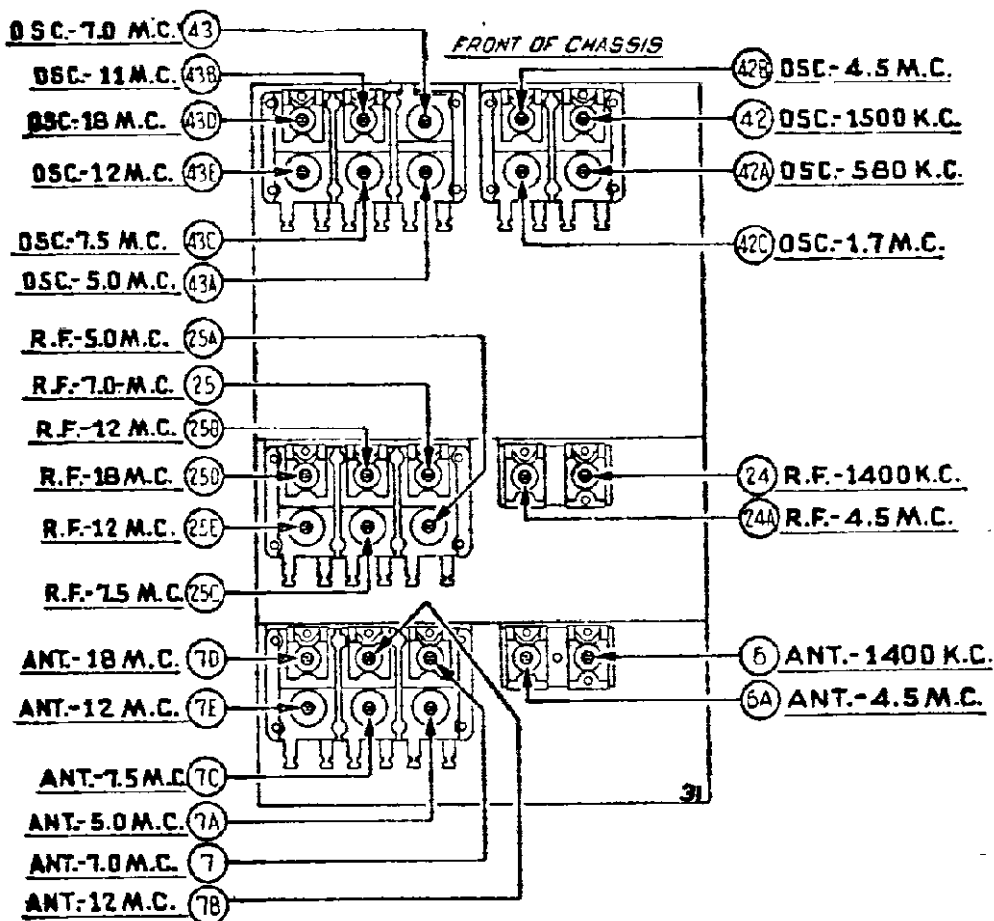 OSC.-7.0 M.C. 43
FRONT OF CHASSIS
OSC.-11 M.C. 43B
OSC.-18 M.C. 43D
OSC.-12 M.C. 43E
OSC.-7.5 M.C. 43C
OSC.-5.0 M.C. 43A
42B OSC.-4.5 M.C.
42 OSC.-1500 K.C.
42A OSC.-580 K.C.
42C OSC.-1.7 M.C.
R.F.-5.0 M.C. 25A
R.F.-7.0-M.C. 25
R.F.-12 M.C. 25B
R.F.-18 M.C. 25D
R.F.-12 M.C. 25E
R.F.-7.5 M.C. 25C
24 R.F.-1400 K.C.
24A R.F.-4.5 M.C.
ANT.-18 M.C. 7D
ANT.-12 M.C. 7E
ANT.-7.5 M.C 7C
ANT.-5.0 M.C. 7A
ANT.-7.0 M.C. 7
ANT.-12 M.C. 7B
6 ANT.-1400 K.C.
6A ANT.-4.5 M.C.
31